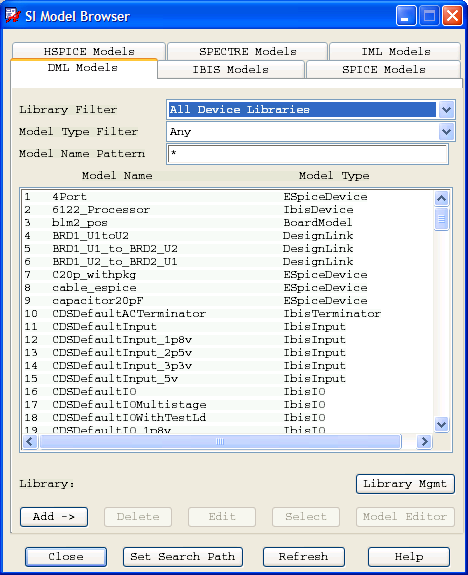 SI Model Browser
HSPICE Models SPECTRE Models IML Models
DML Models IBIS Models SPICE Models
Library Filter All Device Libraries
Model Type Filter Any
Model Name Pattern *
Model Name Model Type
1 4Port ESpiceDevice
2 6122_Processor IbisDevice
3 blm2_pos BoardModel
4 BRD1_U1toU2 DesignLink
5 BRD1_U1_to_BRD2_U2 DesignLink
6 BRD1_U2_to_BRD2_U1 DesignLink
7 C20p_withpkg ESpiceDevice
8 cable_espice ESpiceDevice
9 capacitor20pF ESpiceDevice
10 CDSDefaultACTerminator IbisTerminator
11 CDSDefaultInput IbisInput
12 CDSDefaultInput_1p8v IbisInput
13 CDSDefaultInput_2p5v IbisInput
14 CDSDefaultInput_3p3v IbisInput
15 CDSDefaultInput_5v IbisInput
16 CDSDefaultIO IbisIO
17 CDSDefaultIOMultistage IbisIO
18 CDSDefaultIOWithTestLd IbisIO
19 CDSDefaultIO_1p8v IbisIO
Library:
Library Mgmt
Add -> Delete Edit Select Model Editor
Close Set Search Path Refresh Help